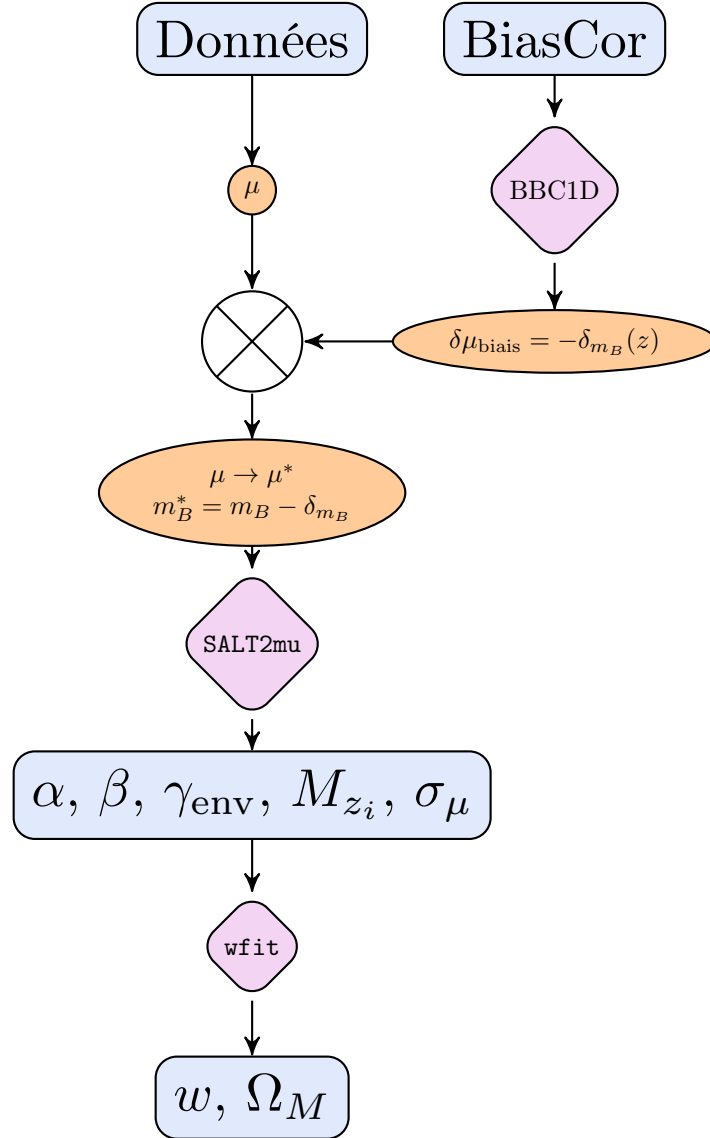 Données
BiasCor
μ
BBC1D
δμ_biais = −δ_{m_B}(z)
μ → μ*
m*_B = m_B − δ_{m_B}
SALT2mu
α, β, γ_env, M_{z_i}, σ_μ
wfit
w, Ω_M